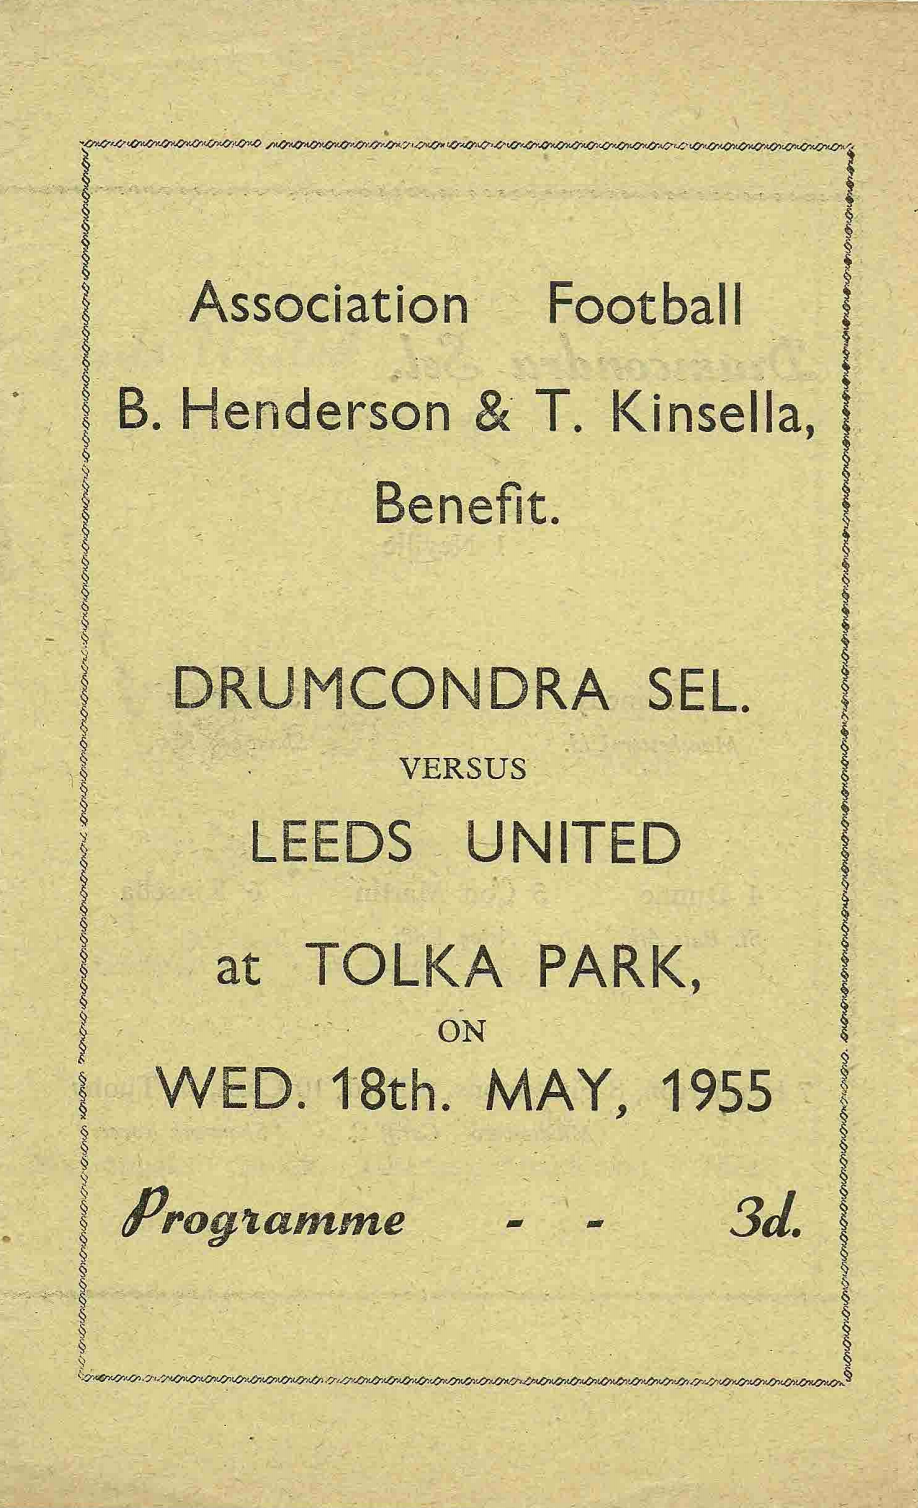 Association Football
B. Henderson & T. Kinsella,
Benefit.
DRUMCONDRA SEL.
VERSUS
LEEDS UNITED
at TOLKA PARK,
ON
WED. 18th. MAY, 1955
Programme - - 3d.